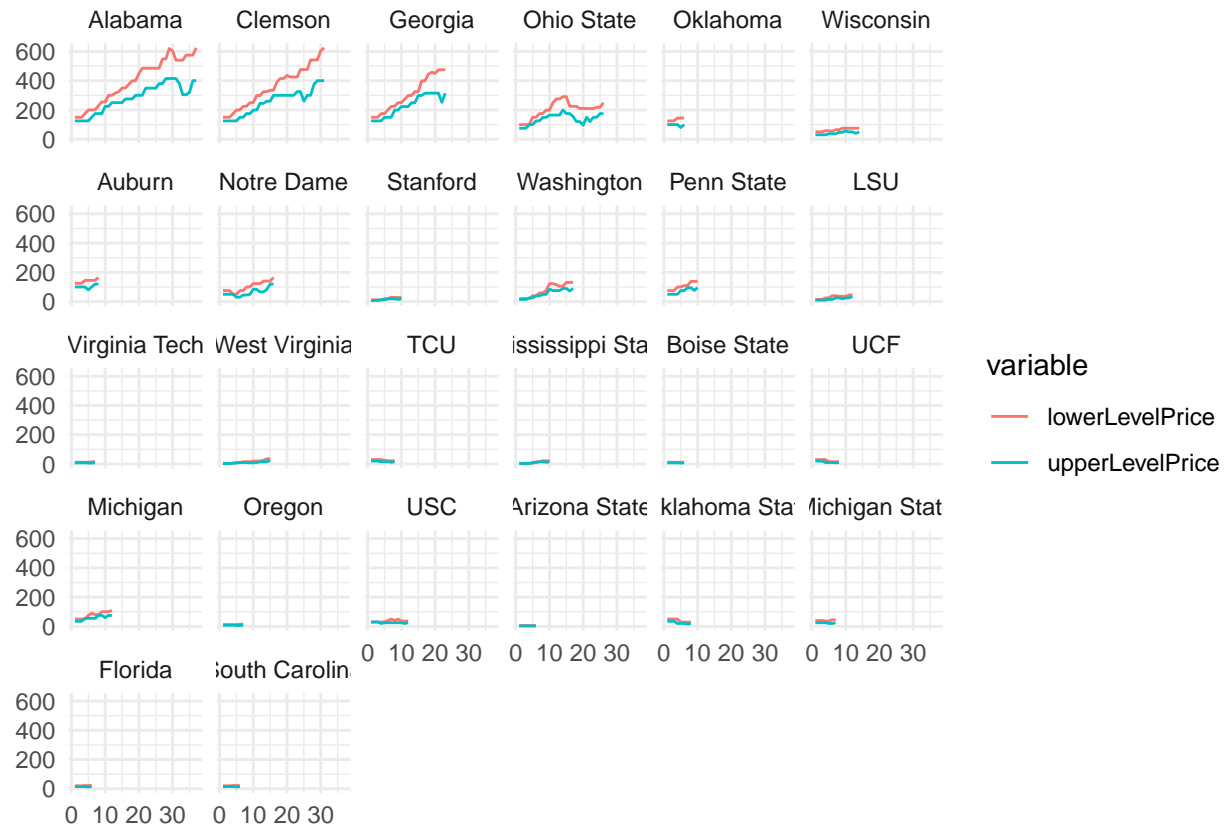 Alabama Clemson Georgia Ohio State Oklahoma Wisconsin
600
400
200
0
Auburn Notre Dame Stanford Washington Penn State LSU
600
400
200
0
Virginia Tech West Virginia TCU ississippi Sta Boise State UCF
600
400
200
0
variable
lowerLevelPrice
upperLevelPrice
Michigan Oregon USC Arizona State klahoma Stat Michigan State
600
400
200
0
0 10 20 30 0 10 20 30 0 10 20 30 0 10 20 30
Florida South Carolina
600
400
200
0
0 10 20 30 0 10 20 30